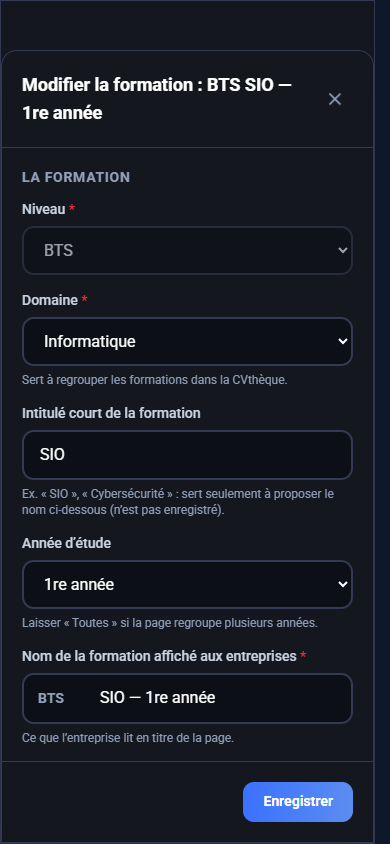 Modifier la formation : BTS SIO —
1re année
LA FORMATION
Niveau *
BTS
Domaine *
Informatique
Sert à regrouper les formations dans la CVthèque.
Intitulé court de la formation
SIO
Ex. « SIO », « Cybersécurité » : sert seulement à proposer le
nom ci-dessous (n'est pas enregistré).
Année d'étude
1re année
Laisser « Toutes » si la page regroupe plusieurs années.
Nom de la formation affiché aux entreprises *
BTS SIO — 1re année
Ce que l'entreprise lit en titre de la page.
Enregistrer